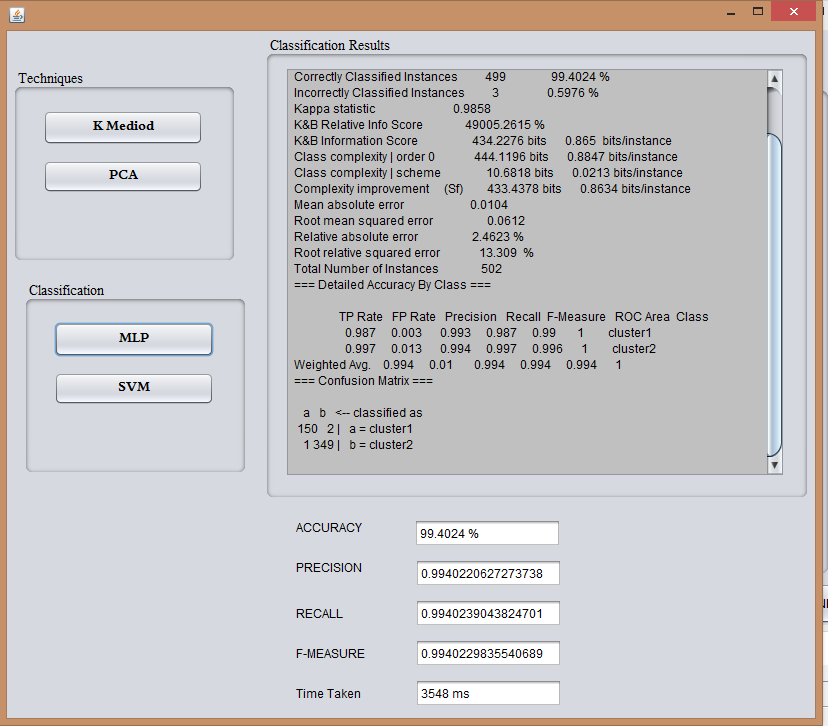 Classification Results
Techniques
K Mediod
PCA
Classification
MLP
SVM
Correctly Classified Instances 499 99.4024 %
Incorrectly Classified Instances 3 0.5976 %
Kappa statistic 0.9858
K&B Relative Info Score 49005.2615 %
K&B Information Score 434.2276 bits 0.865 bits/instance
Class complexity | order 0 444.1196 bits 0.8847 bits/instance
Class complexity | scheme 10.6818 bits 0.0213 bits/instance
Complexity improvement (Sf) 433.4378 bits 0.8634 bits/instance
Mean absolute error 0.0104
Root mean squared error 0.0612
Relative absolute error 2.4623 %
Root relative squared error 13.309 %
Total Number of Instances 502
=== Detailed Accuracy By Class ===
TP Rate FP Rate Precision Recall F-Measure ROC Area Class
0.987 0.003 0.993 0.987 0.99 1 cluster1
0.997 0.013 0.994 0.997 0.996 1 cluster2
Weighted Avg. 0.994 0.01 0.994 0.994 0.994 1
=== Confusion Matrix ===
a b <-- classified as
150 2 | a = cluster1
1 349 | b = cluster2
ACCURACY 99.4024 %
PRECISION 0.9940220627273738
RECALL 0.9940239043824701
F-MEASURE 0.9940229835540689
Time Taken 3548 ms